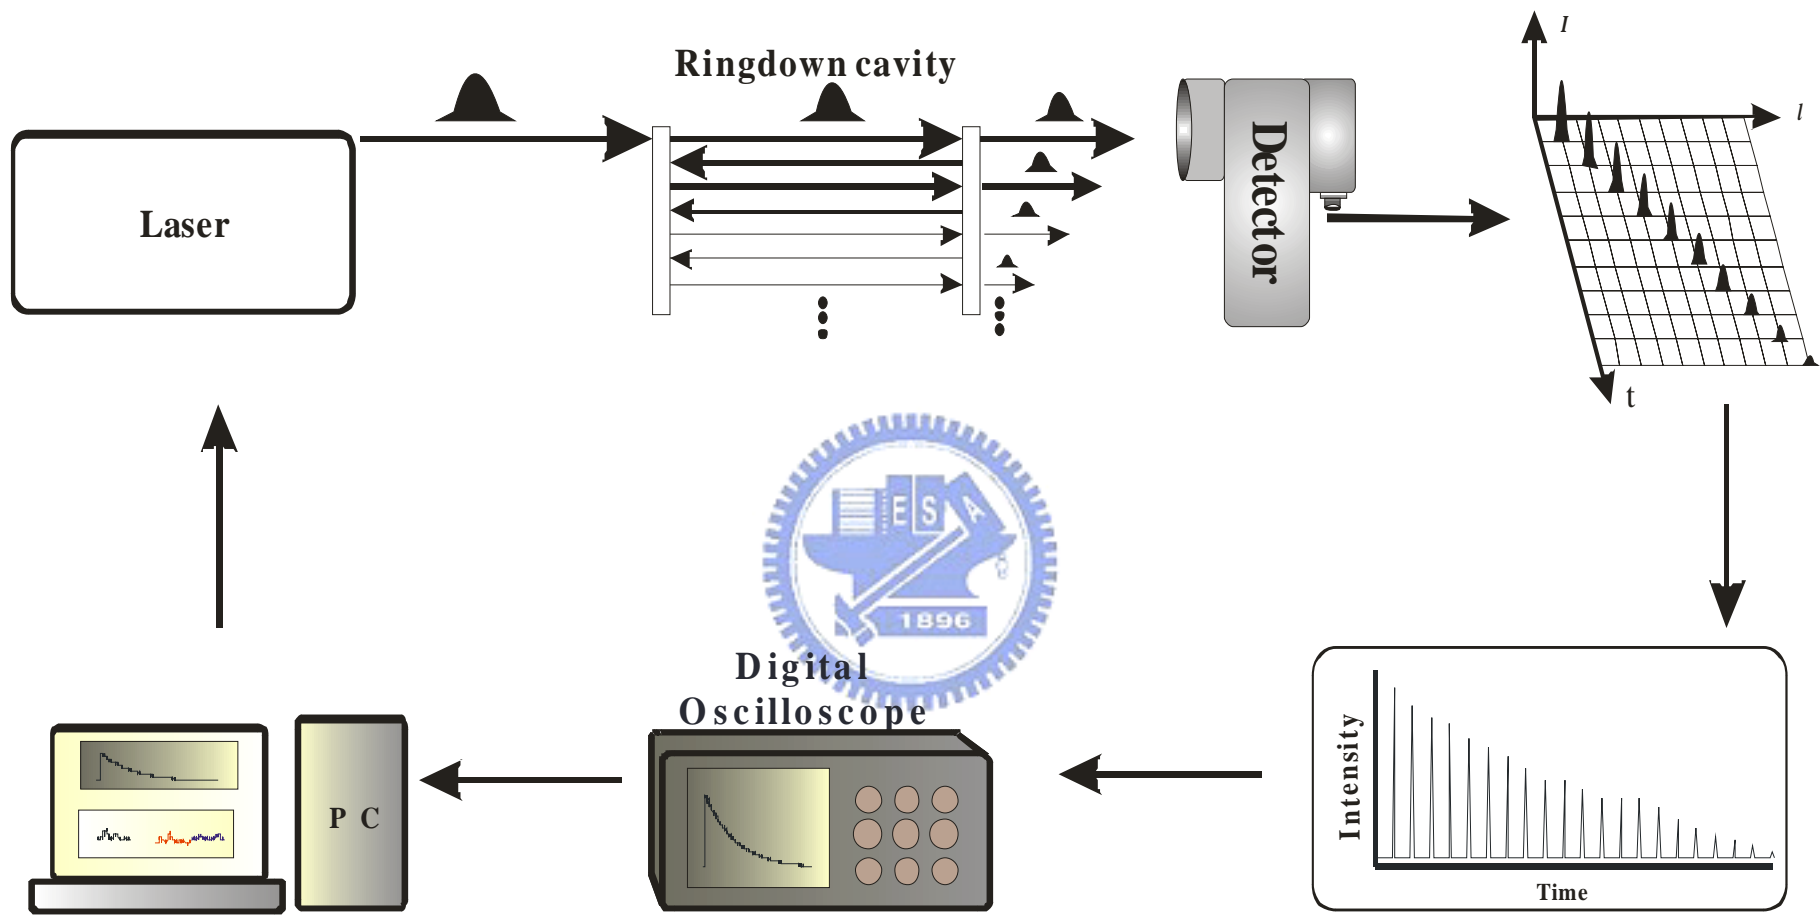 Ringdown cavity
I
l
Laser
Detector
t
E S A
1896
Digital
Oscilloscope
P C
Intensity
Time